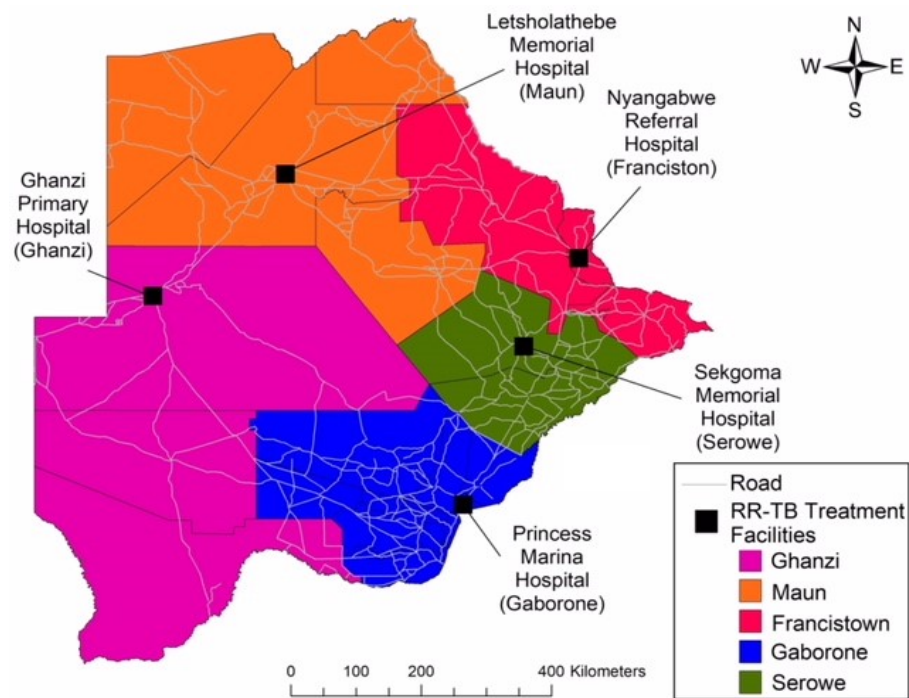 Letsholathebe
Memorial
Hospital
(Maun)
N
W E
S
Nyangabwe
Referral
Hospital
(Franciston)
Ghanzi
Primary
Hospital
(Ghanzi)
Sekgoma
Memorial
Hospital
(Serowe)
Princess
Marina
Hospital
(Gaborone)
Road
RR-TB Treatment
Facilities
Ghanzi
Maun
Francistown
Gaborone
Serowe
0 100 200 400 Kilometers